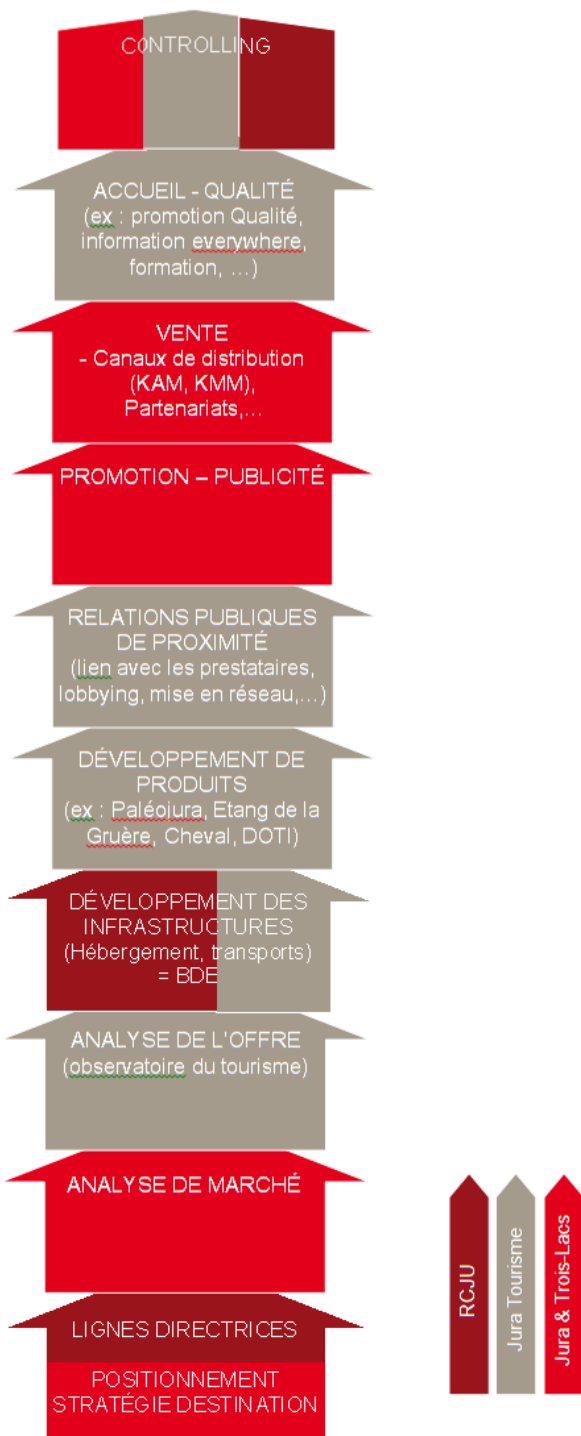 CONTROLLING
ACCUEIL - QUALITÉ
(ex : promotion Qualité,
information everywhere,
formation, …)
VENTE
- Canaux de distribution
(KAM, KMM),
Partenariats,…
PROMOTION – PUBLICITÉ
RELATIONS PUBLIQUES
DE PROXIMITÉ
(lien avec les prestataires,
lobbying, mise en réseau,…)
DÉVELOPPEMENT DE
PRODUITS
(ex : Paléojura, Etang de la
Gruère, Cheval, DOTI)
DÉVELOPPEMENT DES
INFRASTRUCTURES
(Hébergement, transports)
= BDE
ANALYSE DE L'OFFRE
(observatoire du tourisme)
ANALYSE DE MARCHÉ
LIGNES DIRECTRICES
POSITIONNEMENT
STRATÉGIE DESTINATION
RCJU
Jura Tourisme
Jura & Trois-Lacs